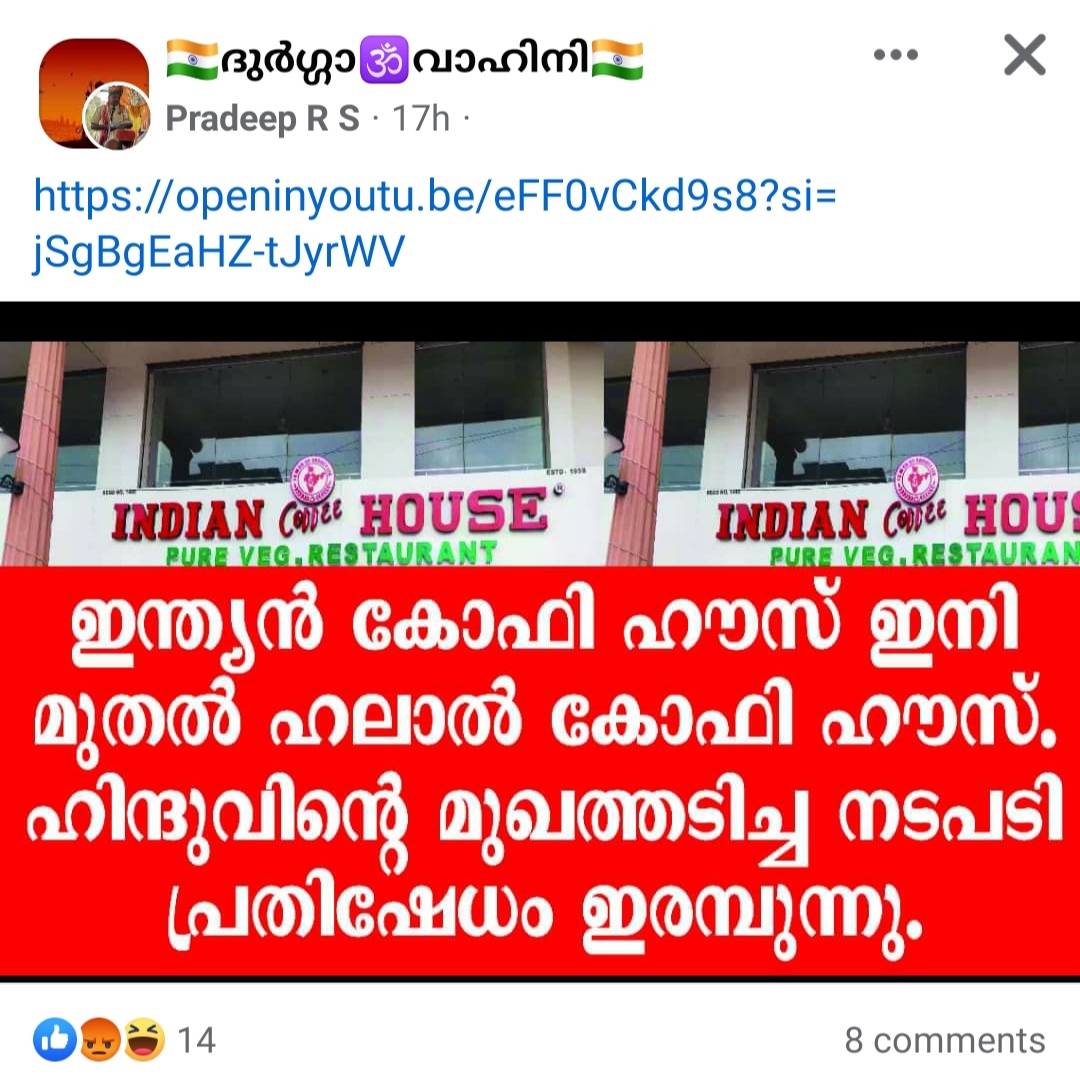 🇮🇳ദുർഗ്ഗാ🕉️വാഹിനി🇮🇳
Pradeep R S · 17h ·
https://openinyoutu.be/eFF0vCkd9s8?si=
jSgBgEaHZ-tJyrWV
ESTD. 1958
INDIAN Coffee HOUSE®
PURE VEG. RESTAURANT
INDIAN Coffee HOUS
PURE VEG. RESTAURAN
ഇന്ത്യൻ കോഫി ഹൗസ് ഇനി
മുതൽ ഹലാൽ കോഫി ഹൗസ്.
ഹിന്ദുവിന്റെ മുഖത്തടിച്ച നടപടി
പ്രതിഷേധം ഇരമ്പുന്നു.
14
8 comments